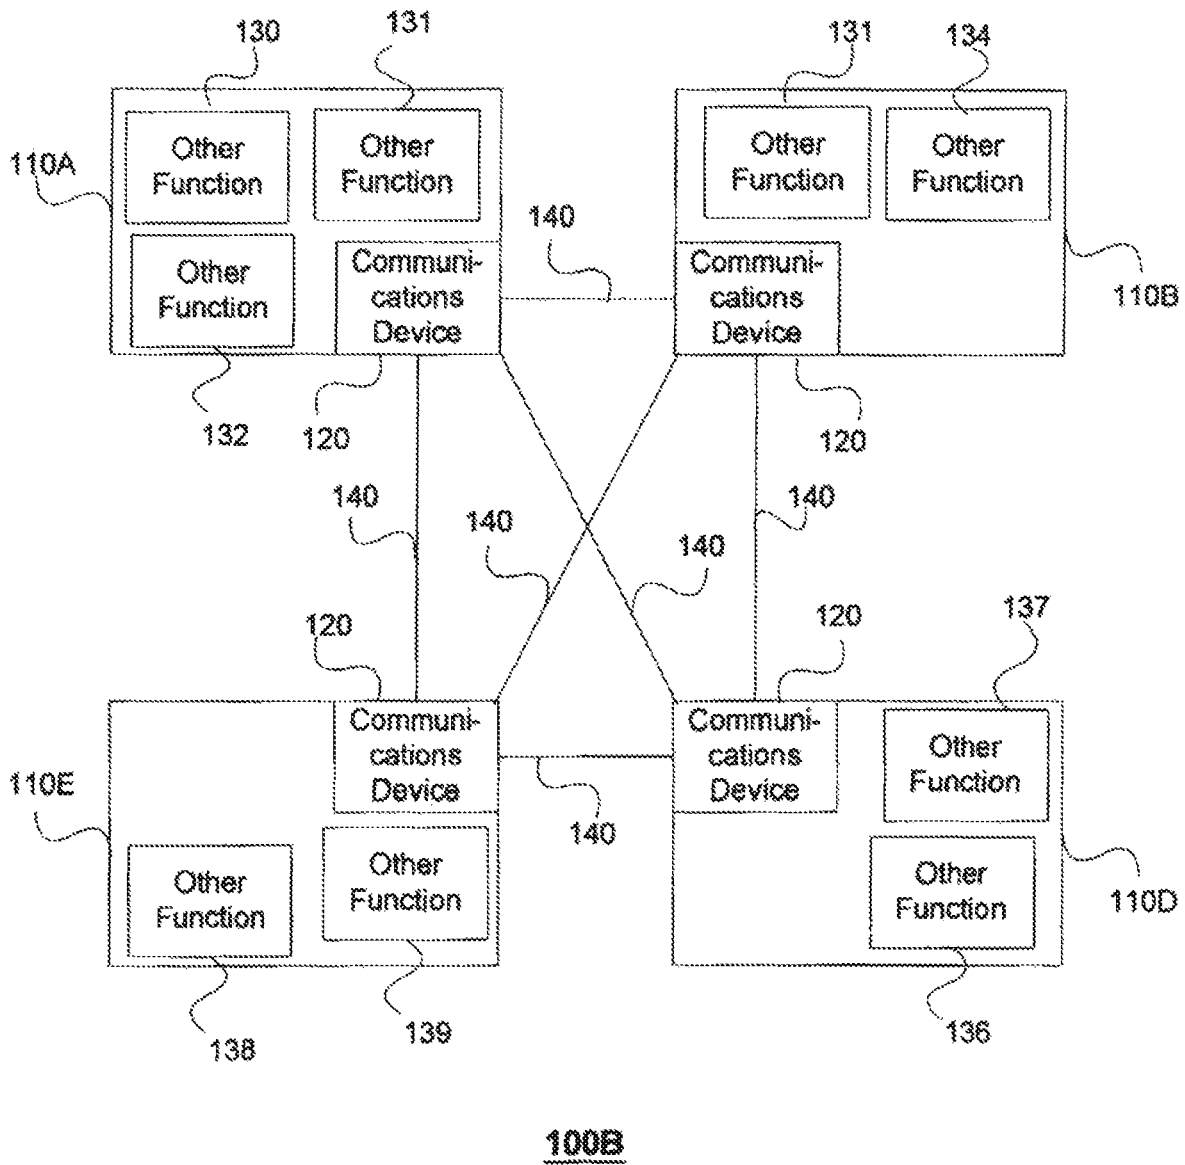 130
131
131
134
Other
Function
Other
Function
Other
Function
Other
Function
110A
Other
Function
Communi-
cations
Device
140
Communi-
cations
Device
110B
132
120
120
140
140
140
140
120
120
137
Communi-
cations
Device
Communi-
cations
Device
Other
Function
110E
140
Other
Function
Other
Function
Other
Function
110D
138
139
136
100B